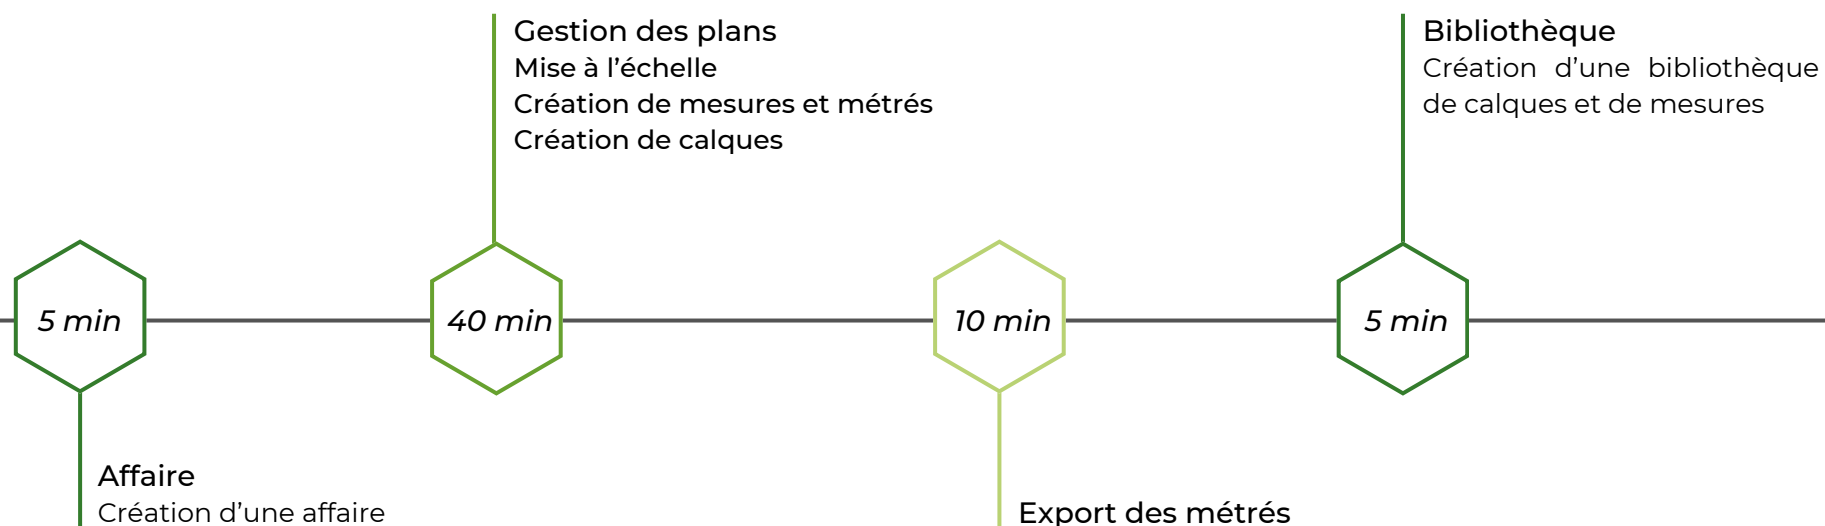 Gestion des plans
Mise à l’échelle
Création de mesures et métrés
Création de calques
Bibliothèque
Création d’une bibliothèque
de calques et de mesures
5 min
40 min
10 min
5 min
Affaire
Création d’une affaire
Export des métrés